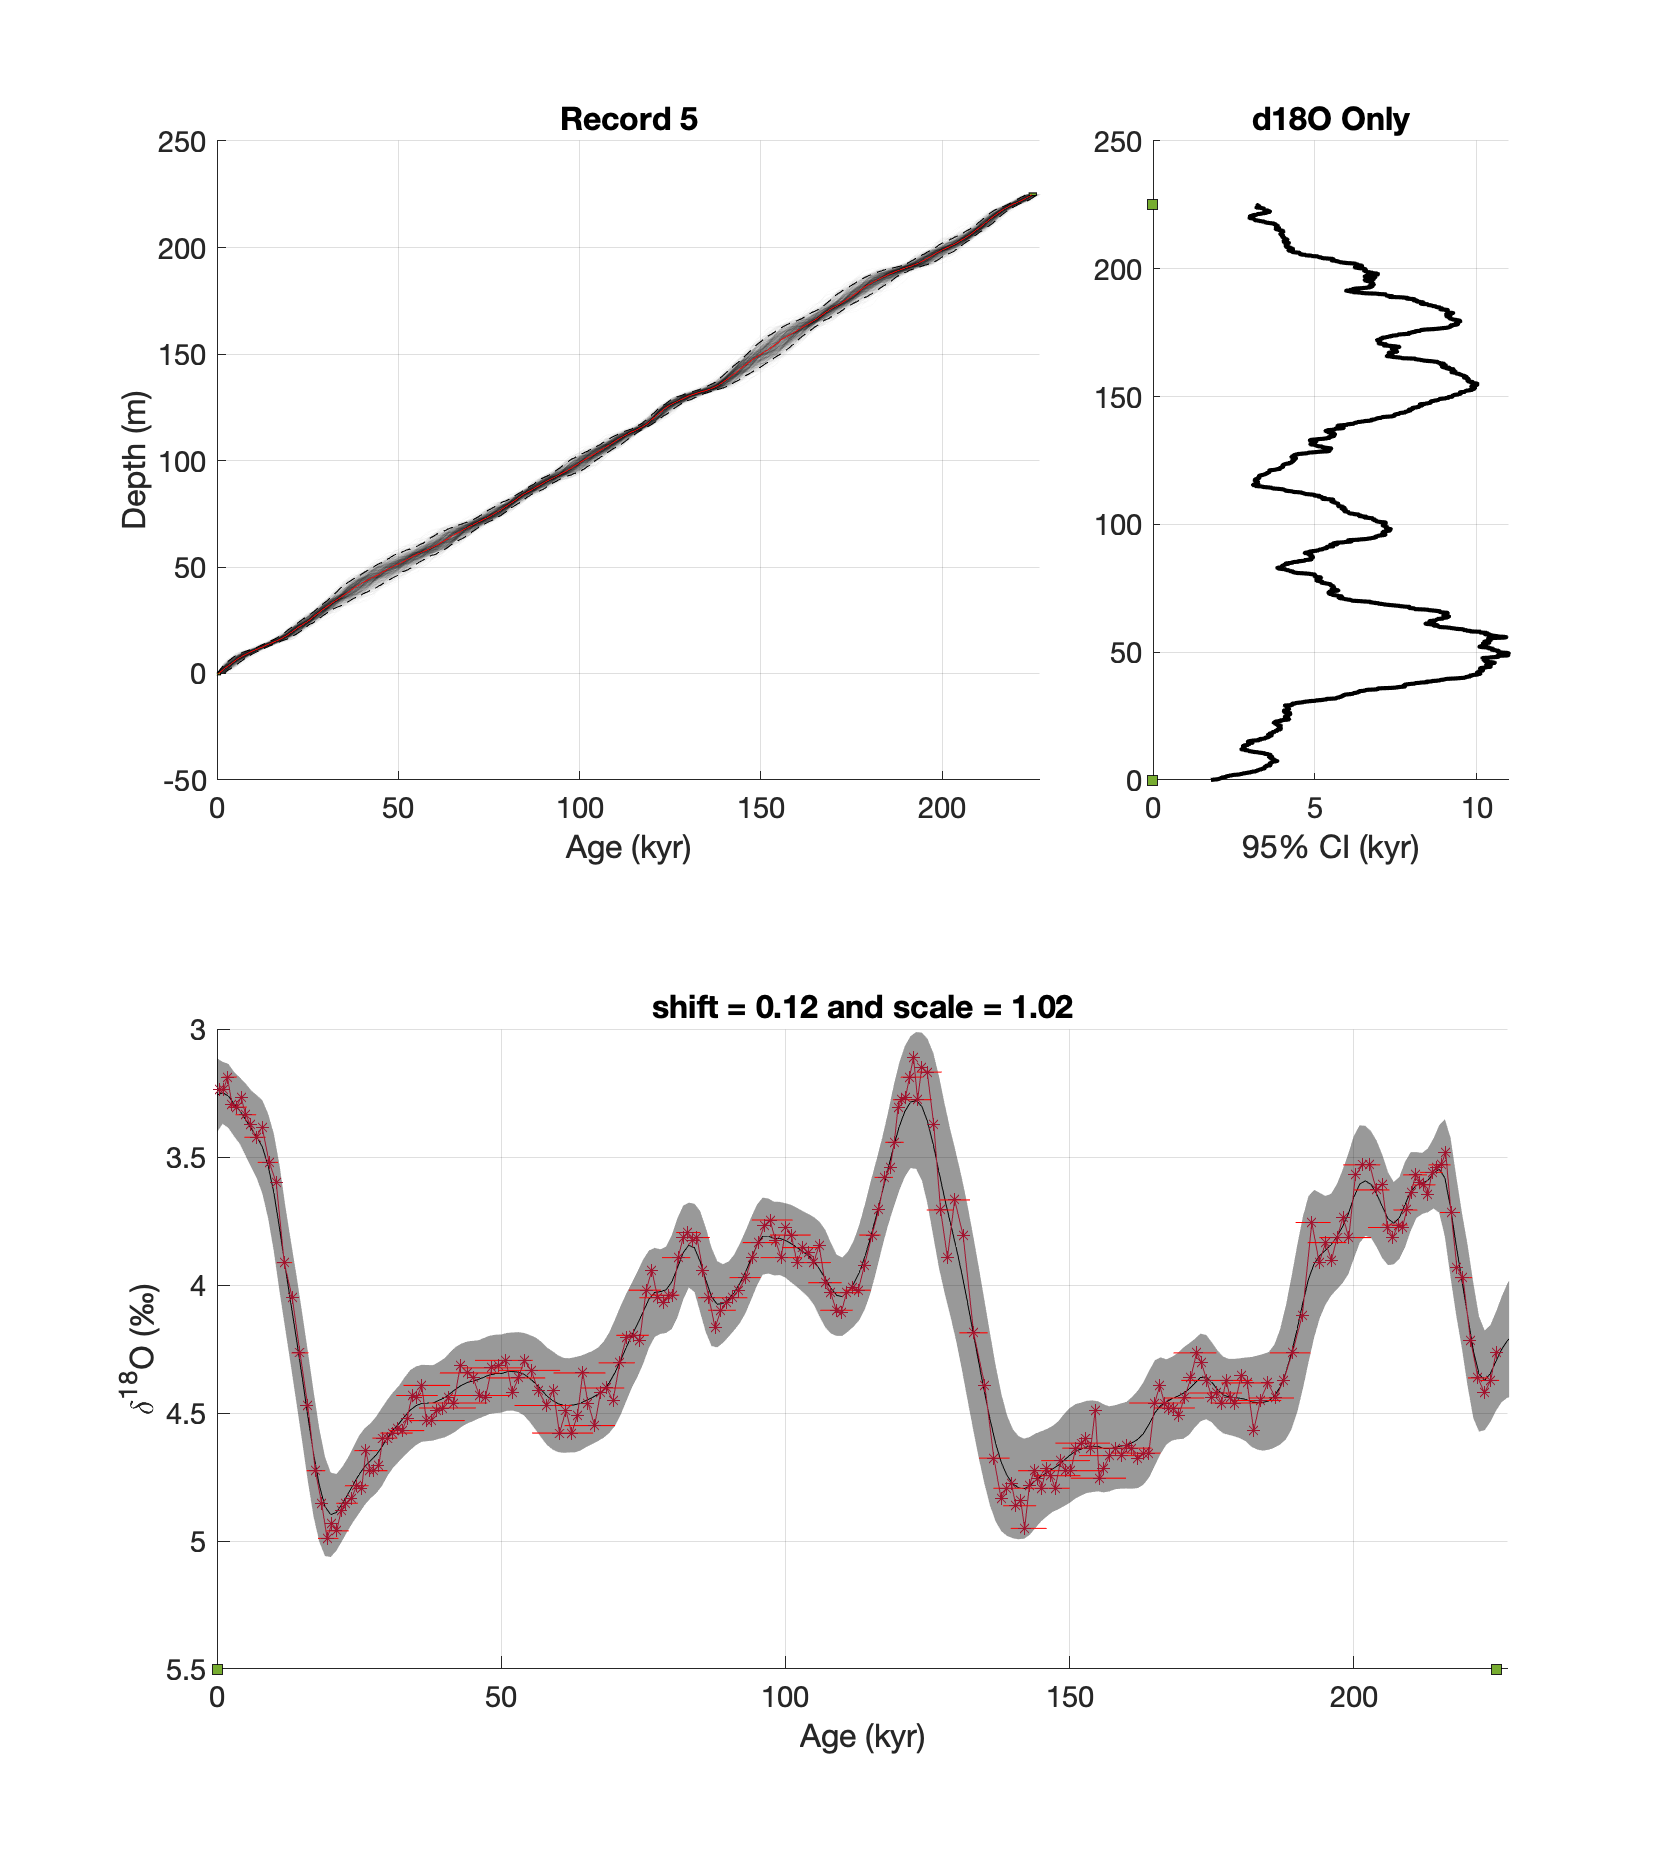 Record 5
250
200
150
100
50
0
-50
Depth (m)
0 50 100 150 200
Age (kyr)
d18O Only
250
200
150
100
50
0
0 5 10
95% CI (kyr)
shift = 0.12 and scale = 1.02
3
3.5
4
4.5
5
5.5
δ¹⁸O (‰)
0 50 100 150 200
Age (kyr)